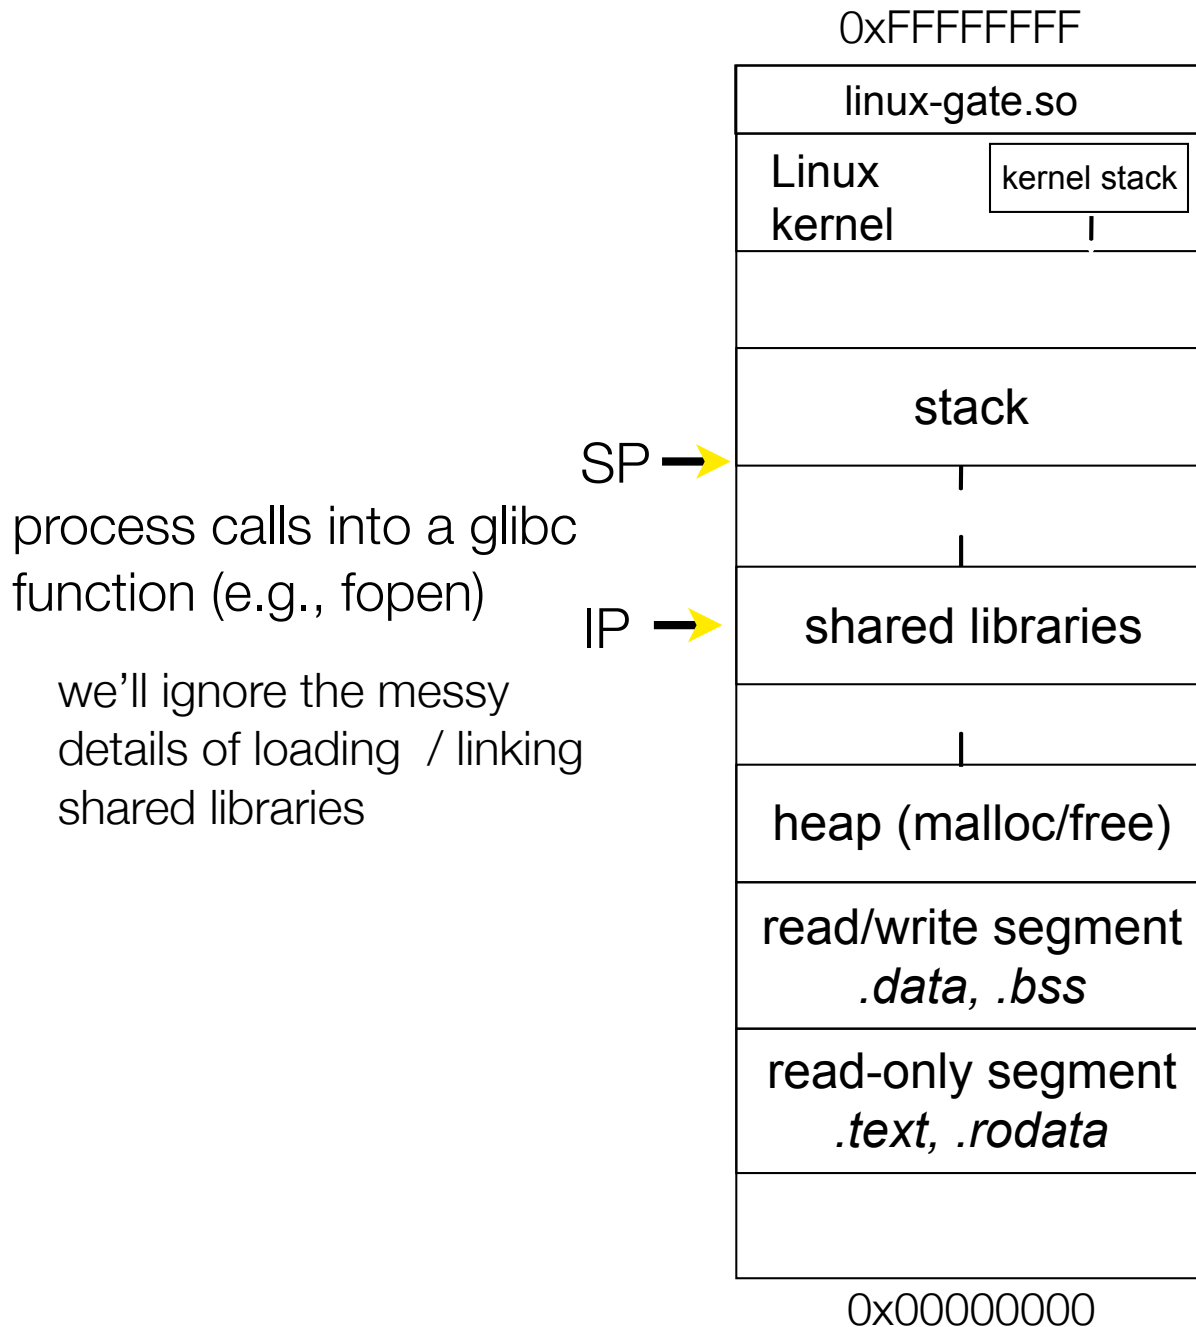 0xFFFFFFFF
linux-gate.so
Linux
kernel
kernel stack
stack
SP
process calls into a glibc
function (e.g., fopen)
IP
shared libraries
we’ll ignore the messy
details of loading  / linking
shared libraries
heap (malloc/free)
read/write segment
.data, .bss
read-only segment
.text, .rodata
0x00000000